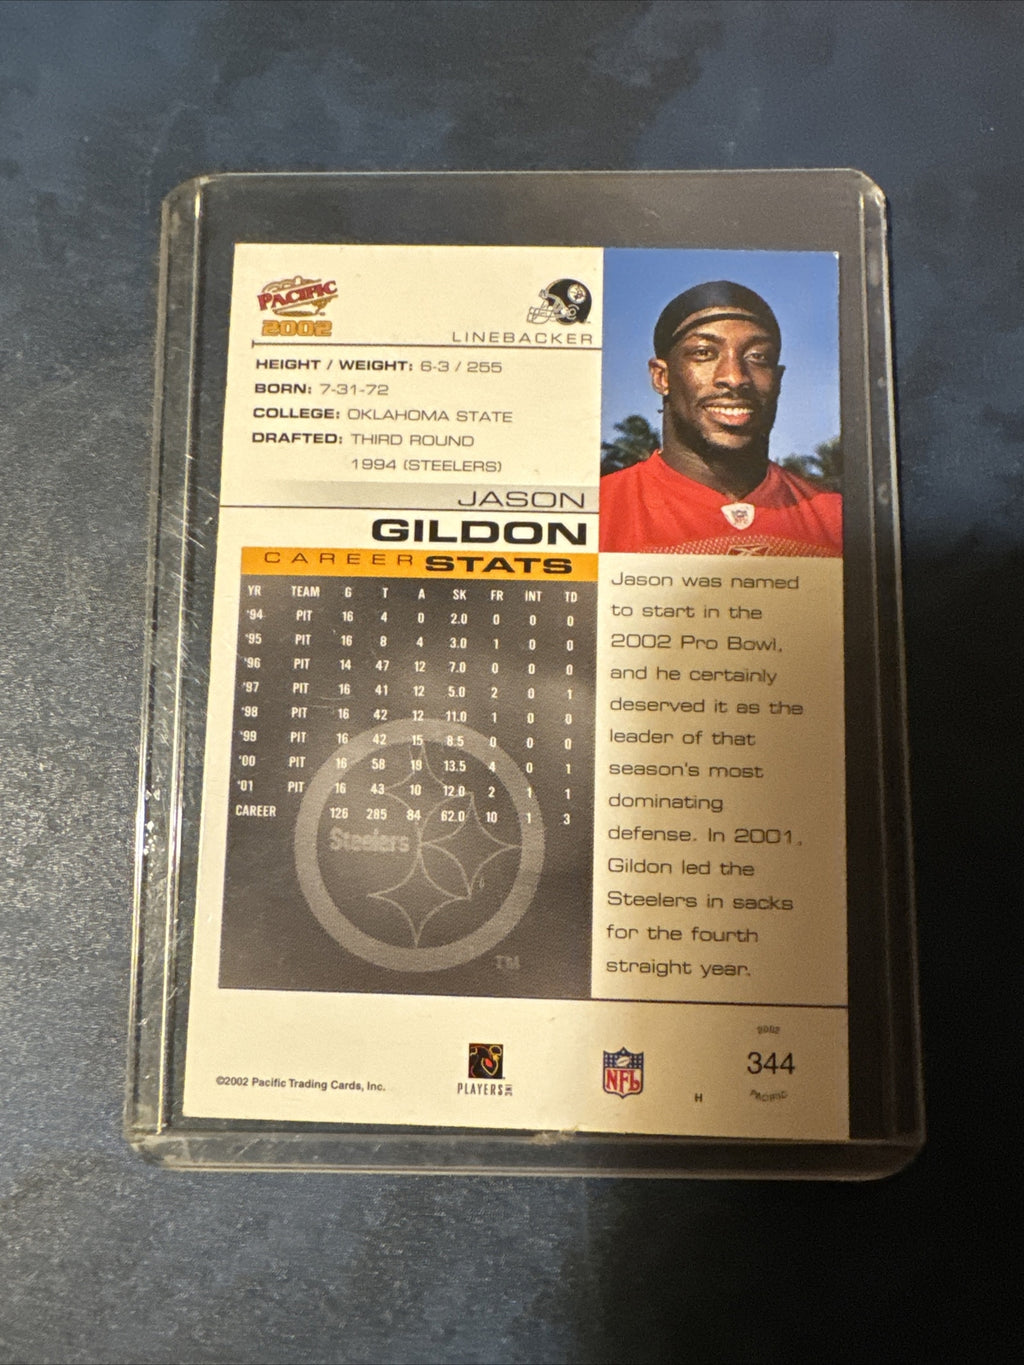 PACIFIC
2002
LINEBACKER
HEIGHT / WEIGHT: 6-3 / 255
BORN: 7-31-72
COLLEGE: OKLAHOMA STATE
DRAFTED: THIRD ROUND
1994 (STEELERS)
JASON
GILDON
CAREER STATS
YR TEAM G T A SK FR INT TD
'94 PIT 16 4 0 2.0 0 0 0
'95 PIT 16 8 4 3.0 1 0 0
'96 PIT 14 47 12 7.0 0 0 0
'97 PIT 16 41 12 5.0 2 0 1
'98 PIT 16 42 12 11.0 1 0 0
'99 PIT 16 42 15 8.5 0 0 0
'00 PIT 16 58 19 13.5 4 0 1
'01 PIT 16 43 10 12.0 2 1 1
CAREER 126 285 84 62.0 10 1 3
Steelers
TM
Jason was named
to start in the
2002 Pro Bowl,
and he certainly
deserved it as the
leader of that
season's most
dominating
defense. In 2001,
Gildon led the
Steelers in sacks
for the fourth
straight year.
©2002 Pacific Trading Cards, Inc.
PLAYERS INC
NFL
H
2002
344
PACIFIC